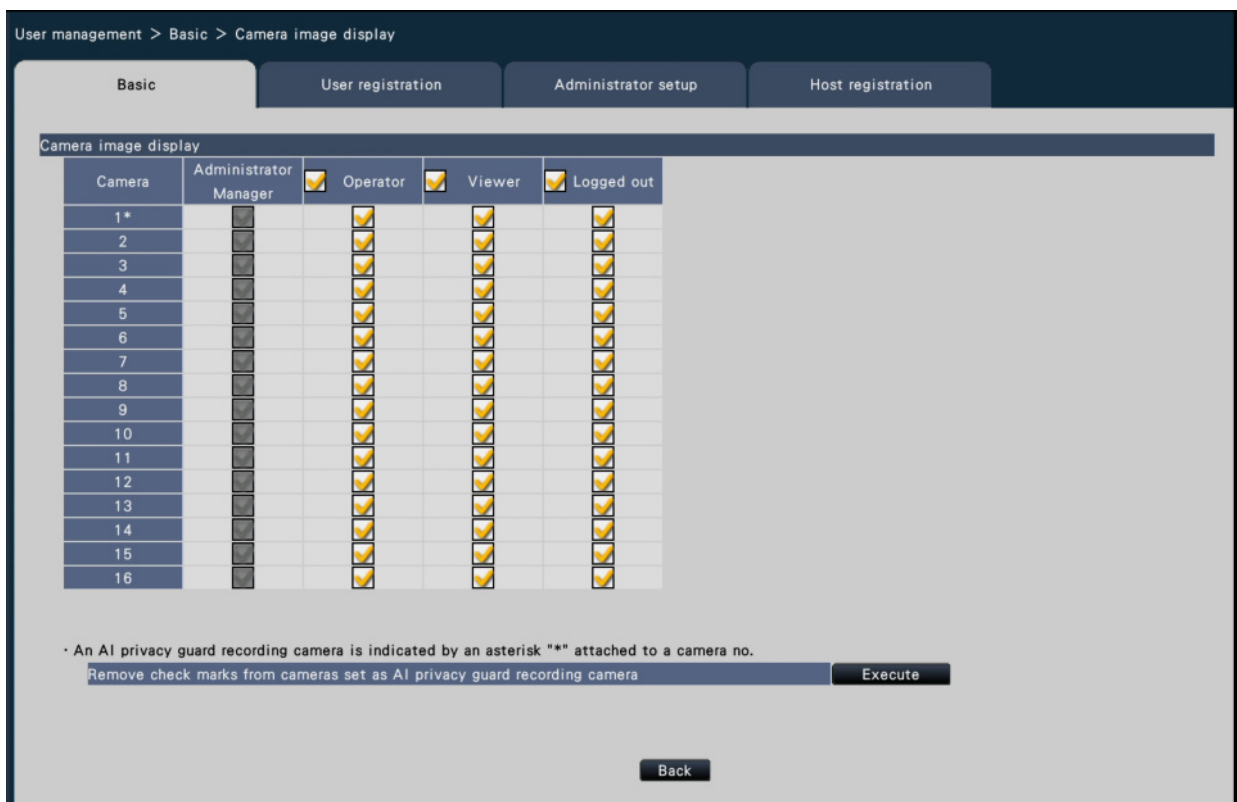 User management > Basic > Camera image display
Basic User registration Administrator setup Host registration
Camera image display
Camera Administrator Manager Operator Viewer Logged out
1*
2
3
4
5
6
7
8
9
10
11
12
13
14
15
16
· An AI privacy guard recording camera is indicated by an asterisk "*" attached to a camera no.
Remove check marks from cameras set as AI privacy guard recording camera Execute
Back